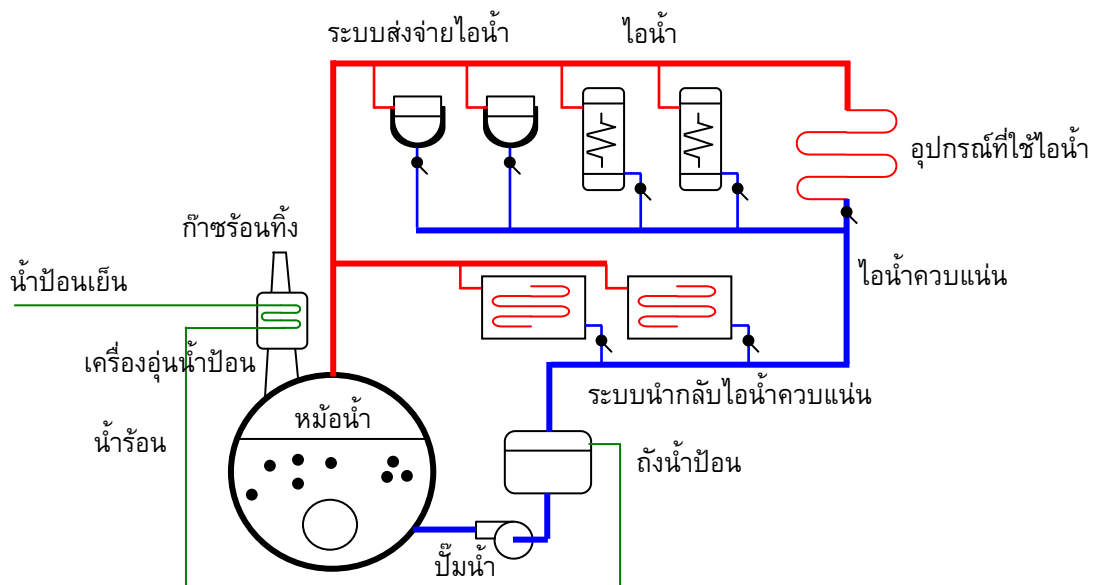 ระบบส่งจ่ายไอน้ำ
ไอน้ำ
อุปกรณ์ที่ใช้ไอน้ำ
ก๊าซร้อนทิ้ง
น้ำป้อนเย็น
ไอน้ำควบแน่น
เครื่องอุ่นน้ำป้อน
ระบบนำกลับไอน้ำควบแน่น
หม้อน้ำ
น้ำร้อน
ถังน้ำป้อน
ปั๊มน้ำ